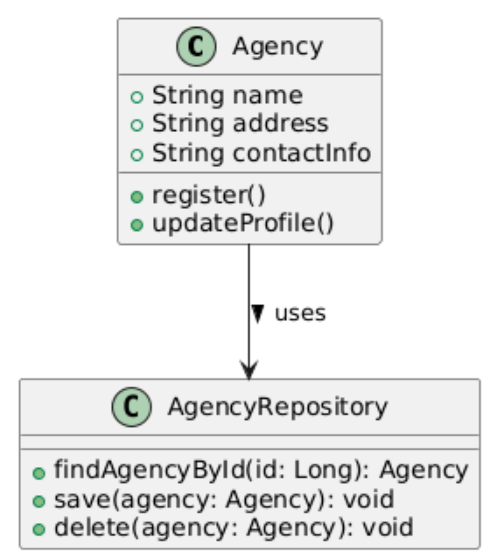 C Agency
String name
String address
String contactInfo
register()
updateProfile()
uses
C AgencyRepository
findAgencyById(id: Long): Agency
save(agency: Agency): void
delete(agency: Agency): void